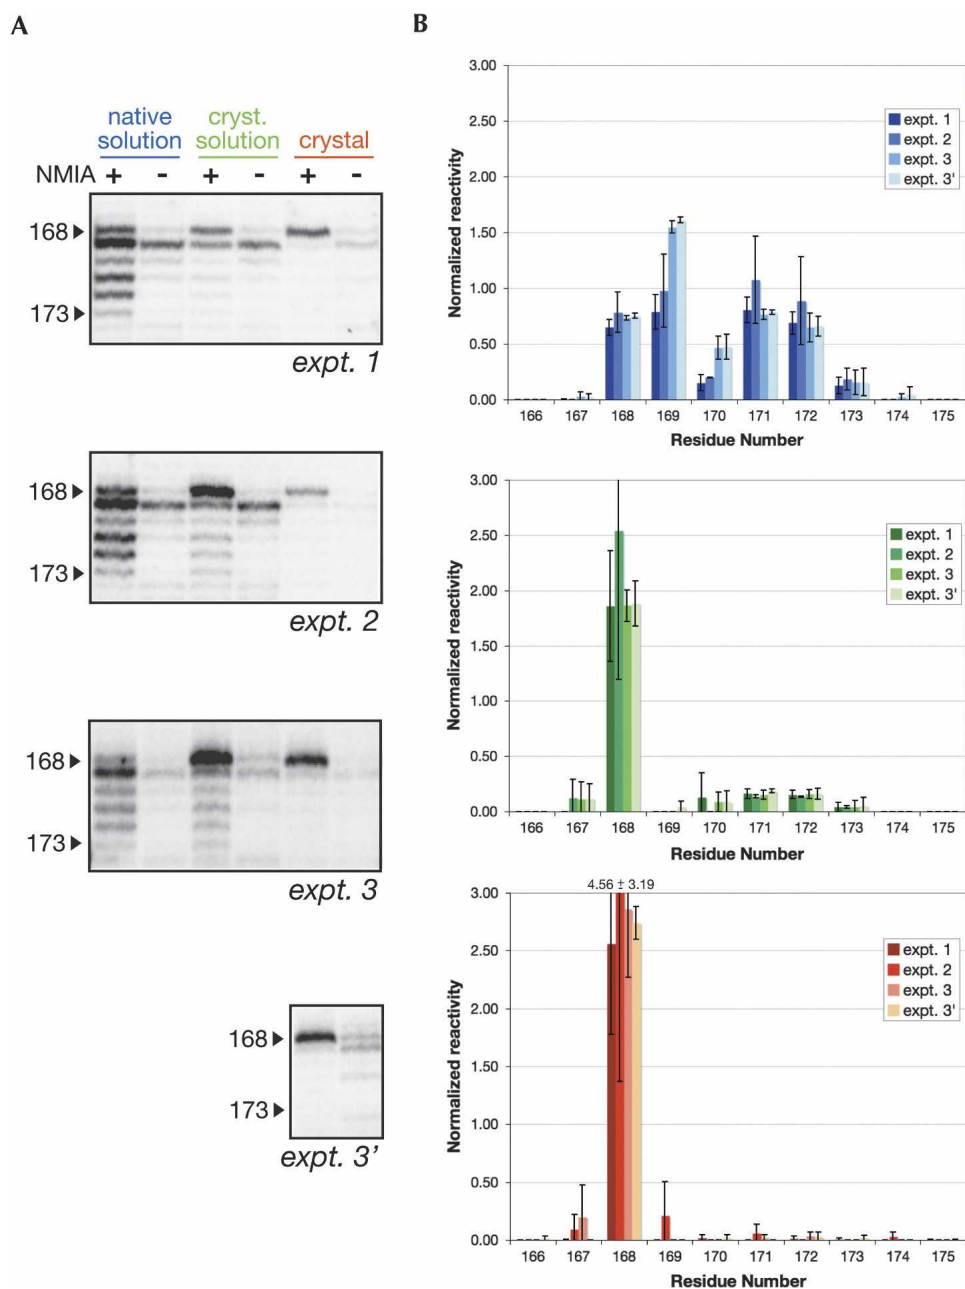 A
native solution
cryst. solution
crystal
NMIA + - + - + -
168
173
expt. 1
168
173
expt. 2
168
173
expt. 3
168
173
expt. 3’
B
3.00
2.50
2.00
1.50
1.00
0.50
0.00
Normalized reactivity
expt. 1
expt. 2
expt. 3
expt. 3'
166 167 168 169 170 171 172 173 174 175
Residue Number
3.00
2.50
2.00
1.50
1.00
0.50
0.00
Normalized reactivity
expt. 1
expt. 2
expt. 3
expt. 3'
166 167 168 169 170 171 172 173 174 175
Residue Number
4.56 ± 3.19
3.00
2.50
2.00
1.50
1.00
0.50
0.00
Normalized reactivity
expt. 1
expt. 2
expt. 3
expt. 3'
166 167 168 169 170 171 172 173 174 175
Residue Number